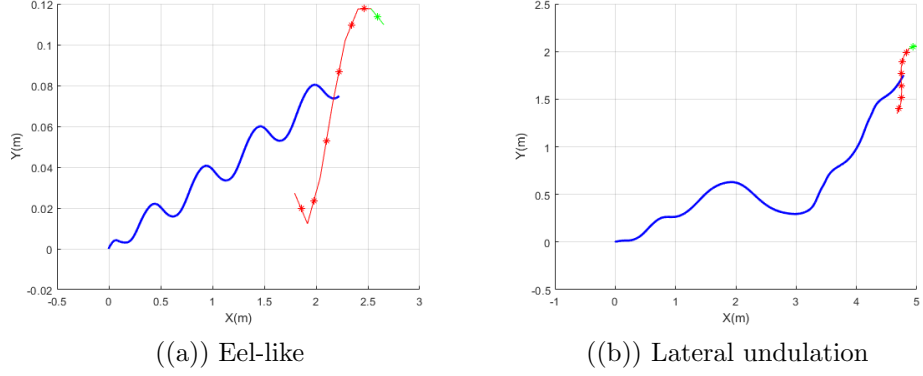 0.12
0.1
0.08
0.06
0.04
0.02
0
-0.02
Y(m)
-0.5 0 0.5 1 1.5 2 2.5 3
X(m)
((a)) Eel-like
2.5
2
1.5
1
0.5
0
-0.5
Y(m)
-1 0 1 2 3 4 5
X(m)
((b)) Lateral undulation